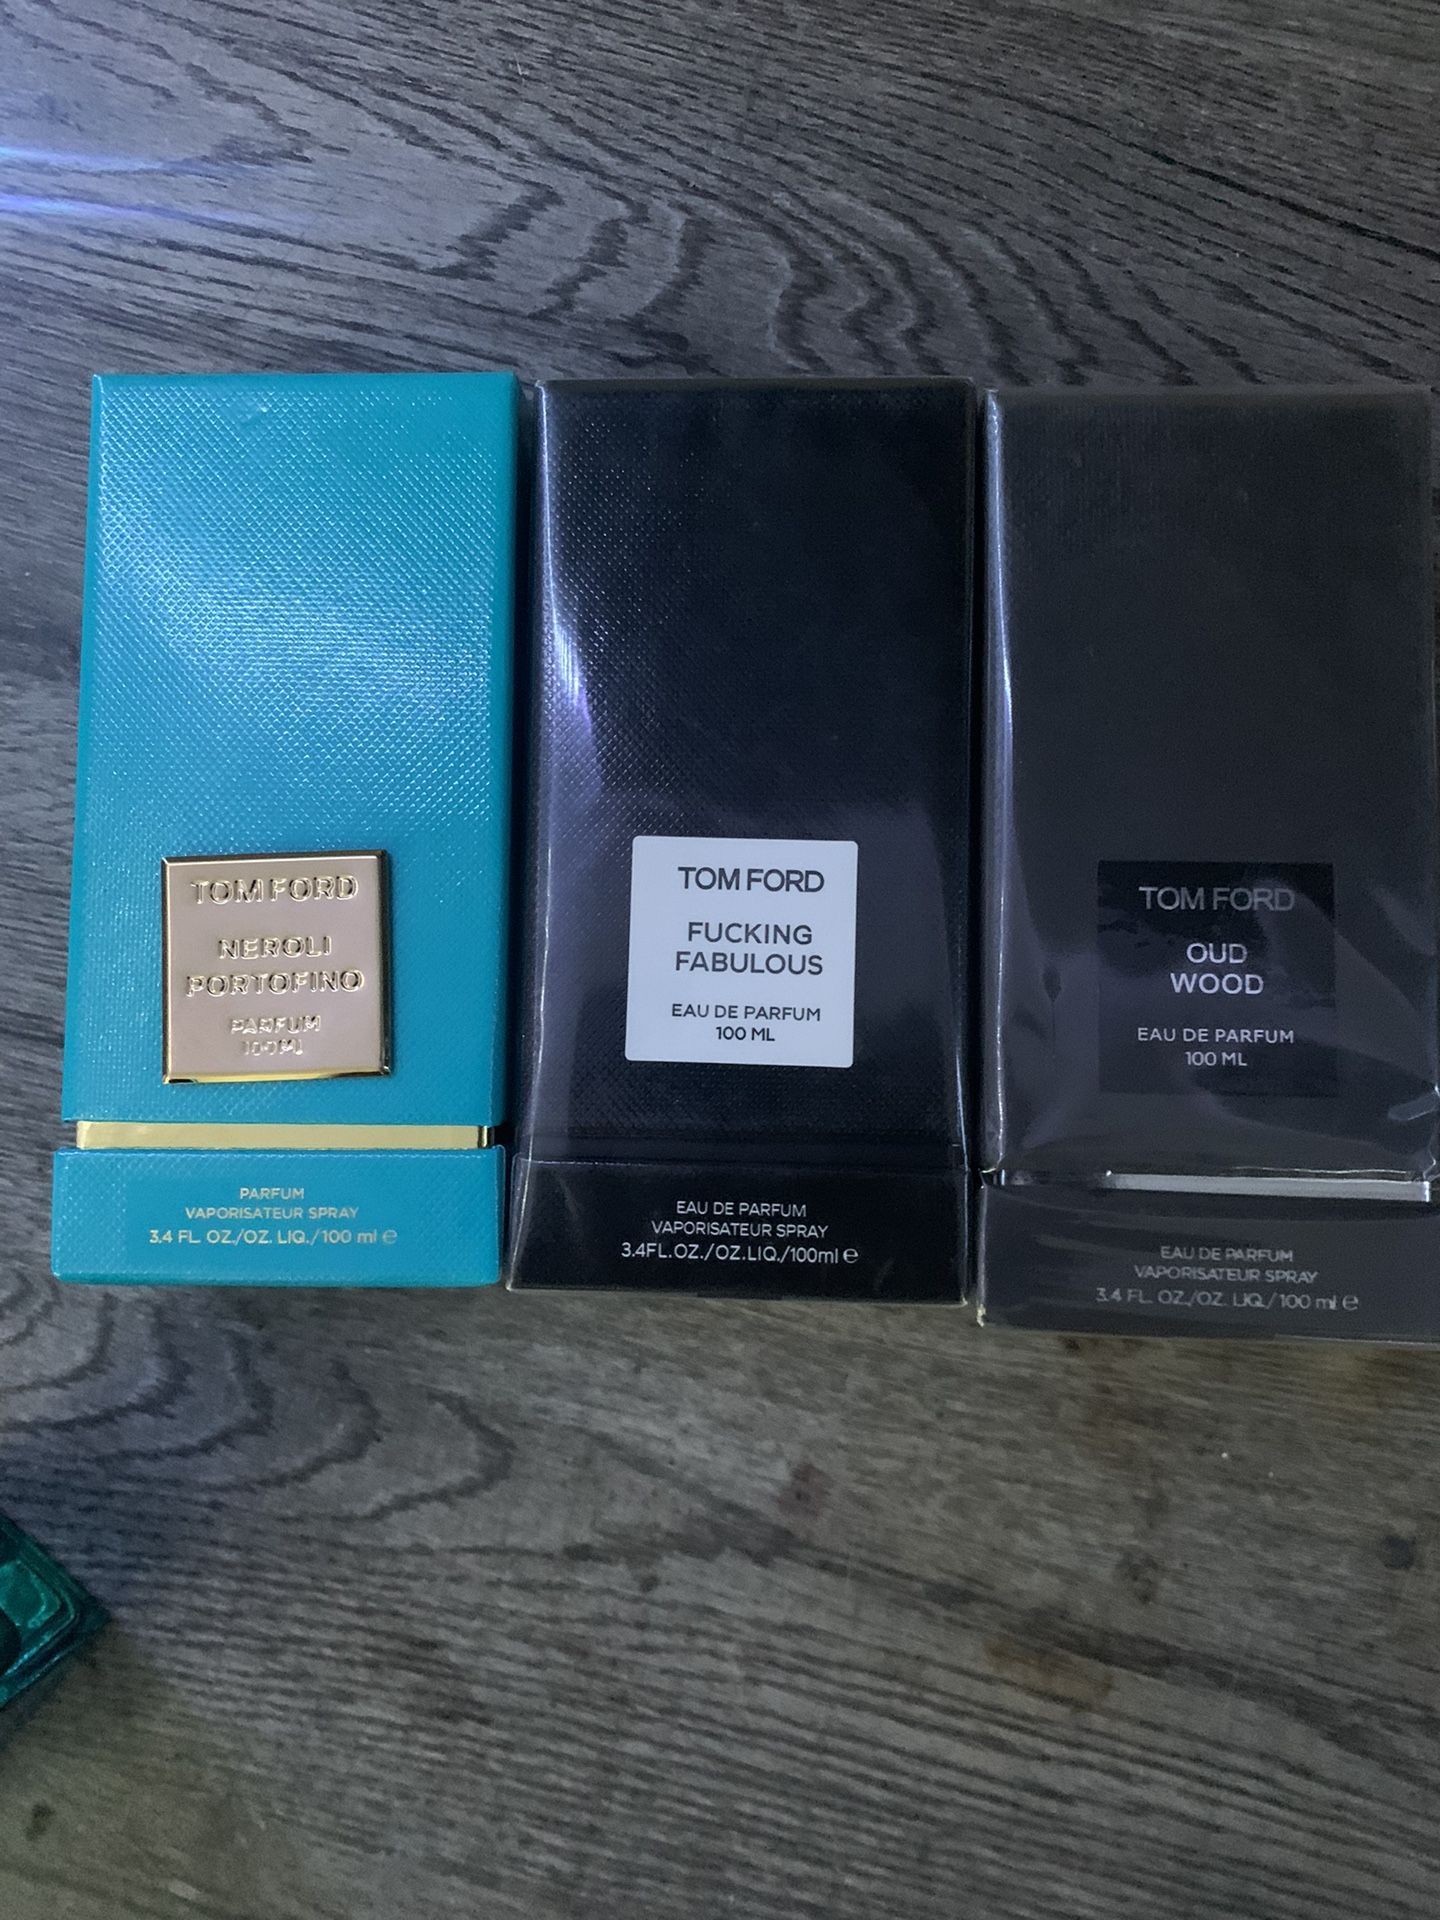 TOM FORD
NEROLI
PORTOFINO
PARFUM
100 ML
PARFUM
VAPORISATEUR SPRAY
3.4 FL. OZ./OZ. LIQ./100 ml ℮
TOM FORD
FUCKING
FABULOUS
EAU DE PARFUM
100 ML
EAU DE PARFUM
VAPORISATEUR SPRAY
3.4FL.OZ./OZ.LIQ./100ml ℮
TOM FORD
OUD
WOOD
EAU DE PARFUM
100 ML
EAU DE PARFUM
VAPORISATEUR SPRAY
3.4 FL. OZ./OZ. LIQ./100 ml ℮